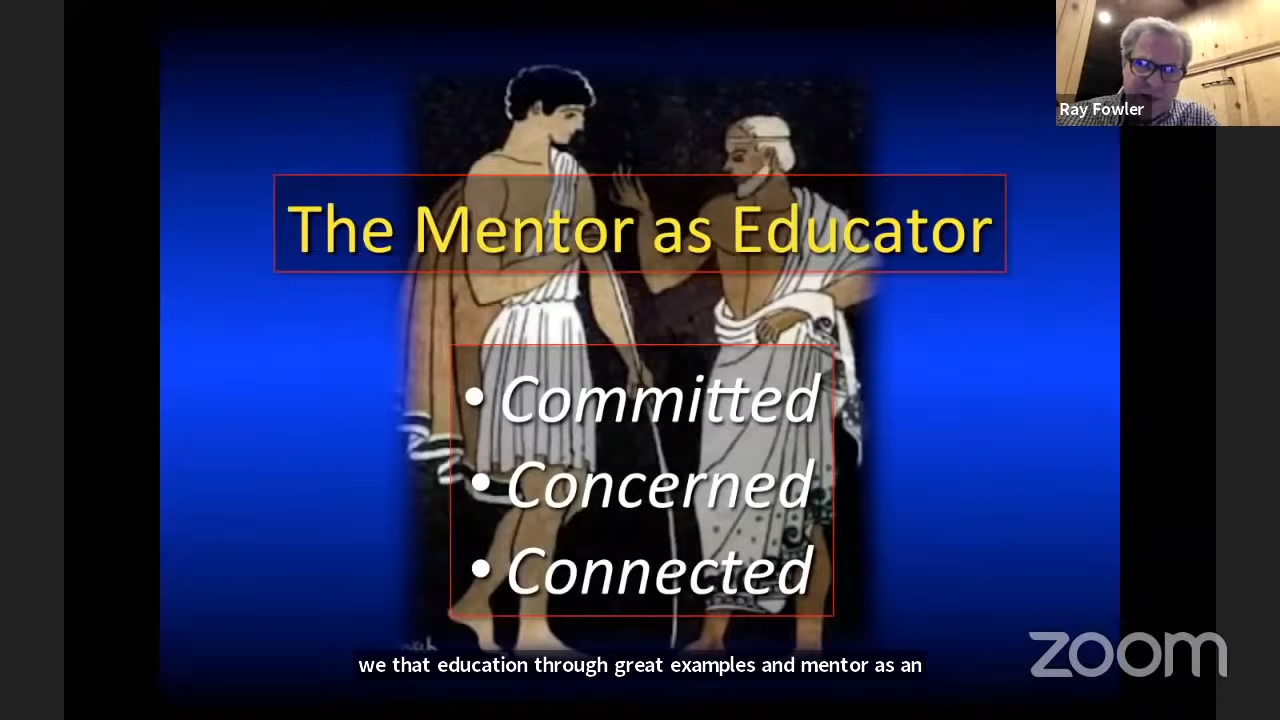 Ray Fowler
The Mentor as Educator
• Committed
• Concerned
• Connected
we that education through great examples and mentor as an
zoom